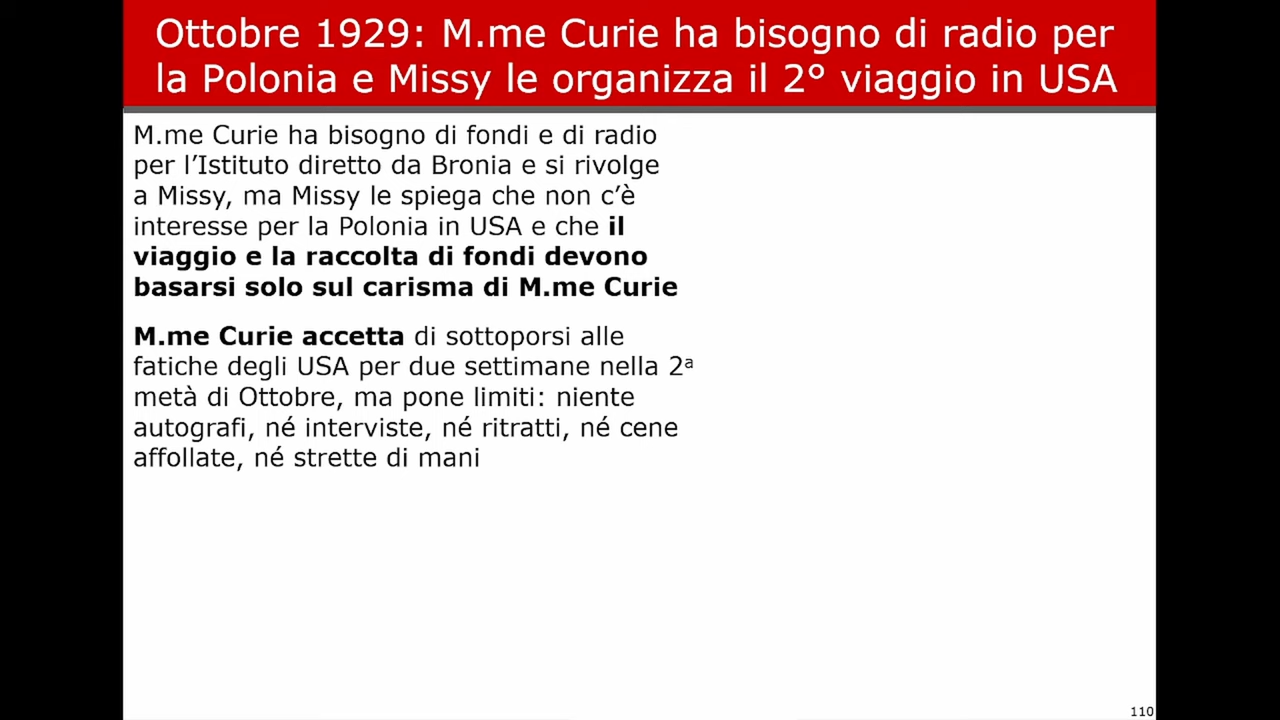 Ottobre 1929: M.me Curie ha bisogno di radio per
la Polonia e Missy le organizza il 2° viaggio in USA
M.me Curie ha bisogno di fondi e di radio
per l’Istituto diretto da Bronia e si rivolge
a Missy, ma Missy le spiega che non c’è
interesse per la Polonia in USA e che il
viaggio e la raccolta di fondi devono
basarsi solo sul carisma di M.me Curie
M.me Curie accetta di sottoporsi alle
fatiche degli USA per due settimane nella 2ª
metà di Ottobre, ma pone limiti: niente
autografi, né interviste, né ritratti, né cene
affollate, né strette di mani
110